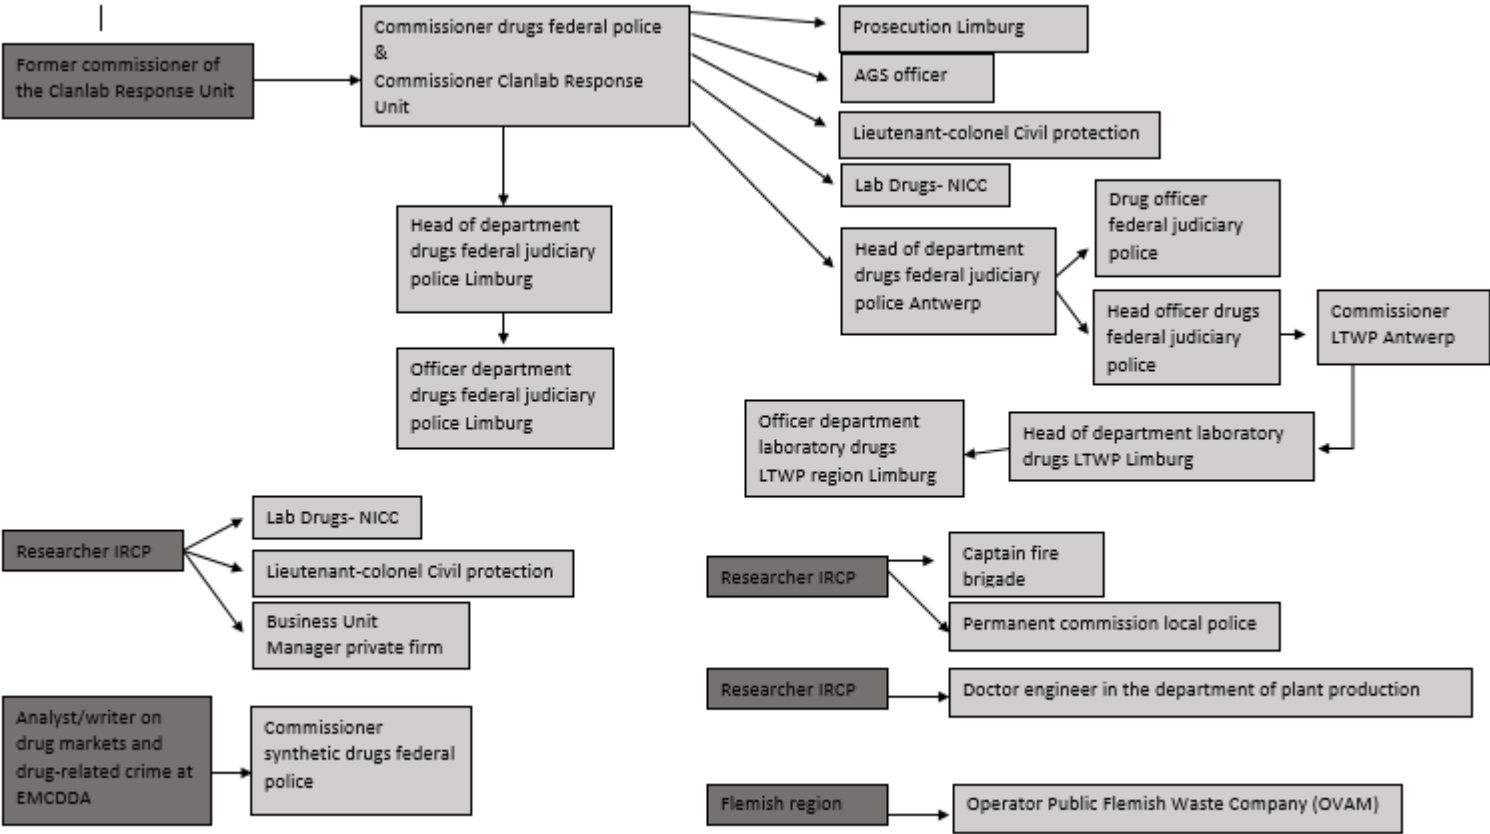 Former commissioner of
the Clanlab Response Unit
Commissioner drugs federal police
&
Commissioner Clanlab Response
Unit
Prosecution Limburg
AGS officer
Lieutenant-colonel Civil protection
Lab Drugs- NICC
Head of department
drugs federal judiciary
police Antwerp
Drug officer
federal judiciary
police
Head officer drugs
federal judiciary
police
Commissioner
LTWP Antwerp
Head of department
drugs federal judiciary
police Limburg
Officer department
drugs federal judiciary
police Limburg
Head of department laboratory
drugs LTWP Limburg
Officer department
laboratory drugs
LTWP region Limburg
Researcher IRCP
Lab Drugs- NICC
Lieutenant-colonel Civil protection
Business Unit
Manager private firm
Researcher IRCP
Captain fire
brigade
Permanent commission local police
Researcher IRCP
Doctor engineer in the department of plant production
Analyst/writer on
drug markets and
drug-related crime at
EMCDDA
Commissioner
synthetic drugs federal
police
Flemish region
Operator Public Flemish Waste Company (OVAM)